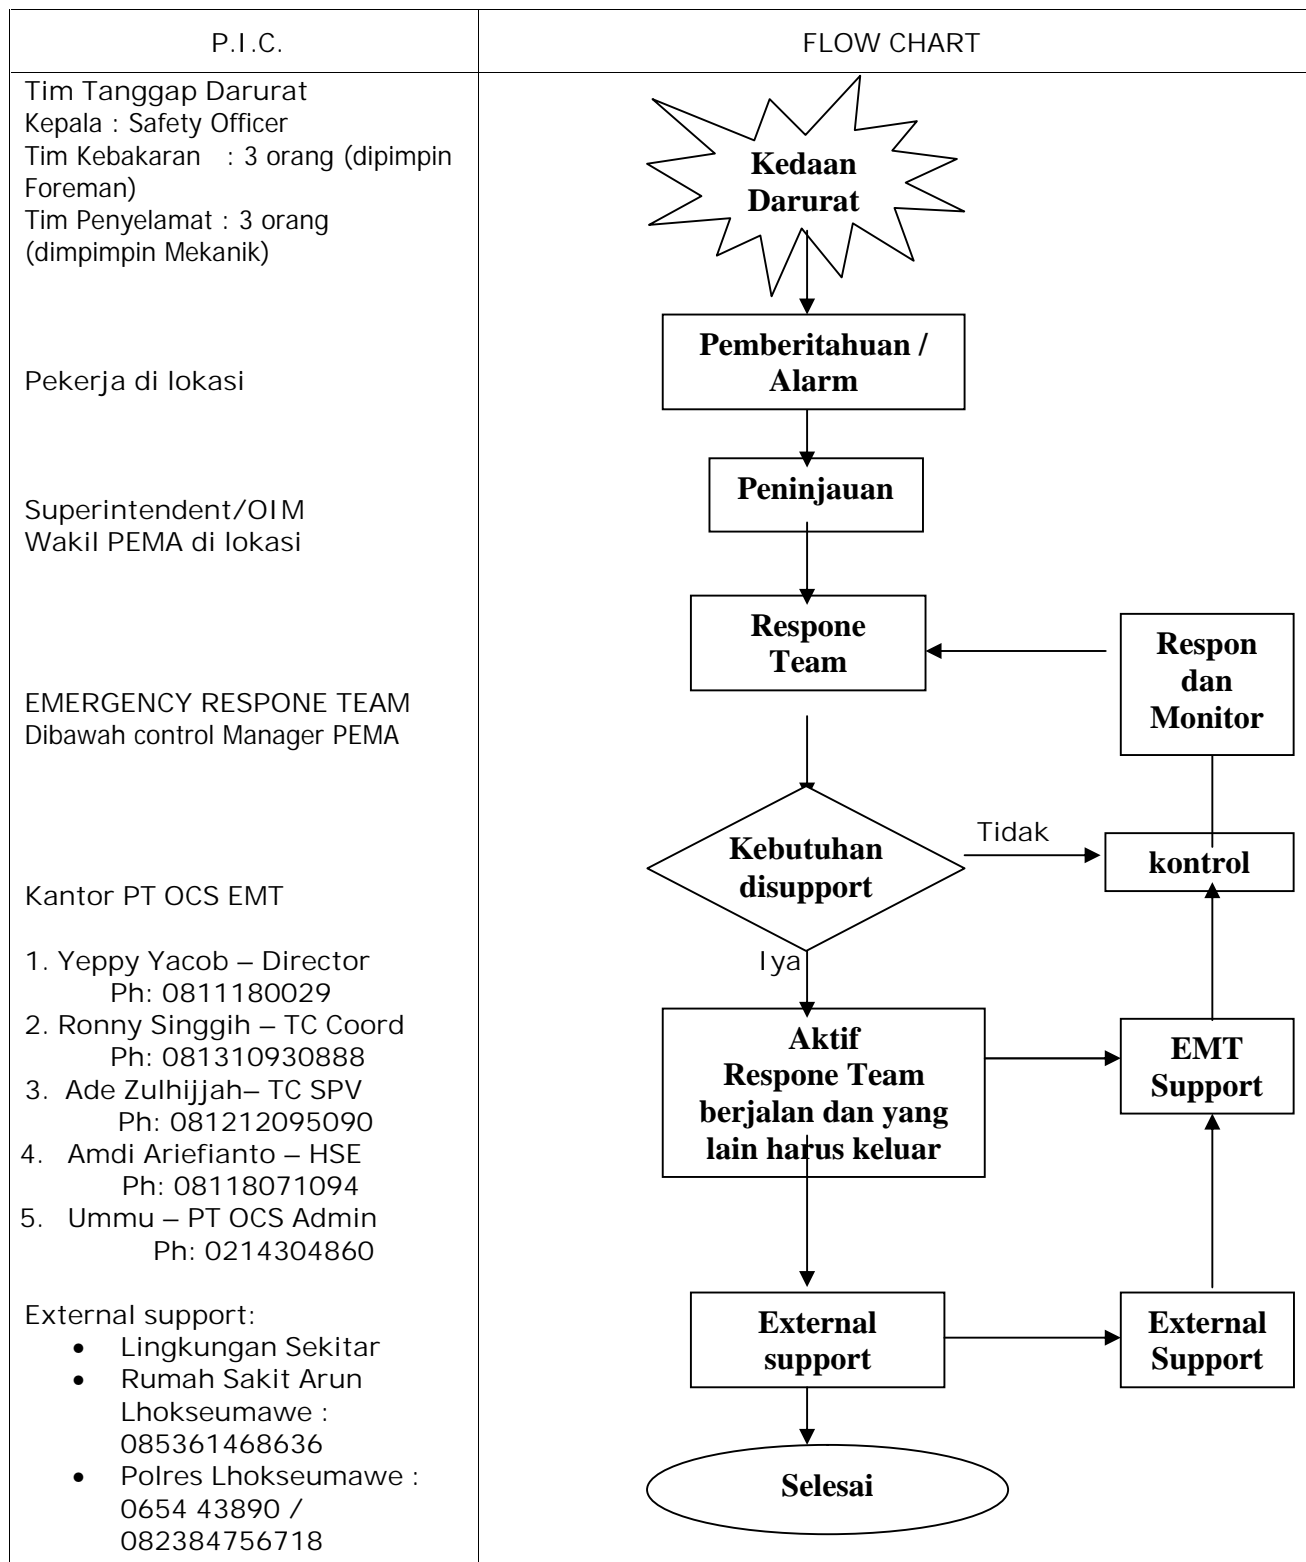 P.I.C.
FLOW CHART
Tim Tanggap Darurat
Kepala : Safety Officer
Tim Kebakaran : 3 orang (dipimpin
Foreman)
Tim Penyelamat : 3 orang
(dimpimpin Mekanik)
Pekerja di lokasi
Superintendent/OIM
Wakil PEMA di lokasi
EMERGENCY RESPONE TEAM
Dibawah control Manager PEMA
Kantor PT OCS EMT
1. Yeppy Yacob – Director
Ph: 0811180029
2. Ronny Singgih – TC Coord
Ph: 081310930888
3. Ade Zulhijjah– TC SPV
Ph: 081212095090
4. Amdi Ariefianto – HSE
Ph: 08118071094
5. Ummu – PT OCS Admin
Ph: 0214304860
External support:
• Lingkungan Sekitar
• Rumah Sakit Arun
Lhokseumawe :
085361468636
• Polres Lhokseumawe :
0654 43890 /
082384756718
Kedaan
Darurat
Pemberitahuan /
Alarm
Peninjauan
Respone
Team
Respon
dan
Monitor
Kebutuhan
disupport
Tidak
kontrol
Iya
Aktif
Respone Team
berjalan dan yang
lain harus keluar
EMT
Support
External
support
External
Support
Selesai